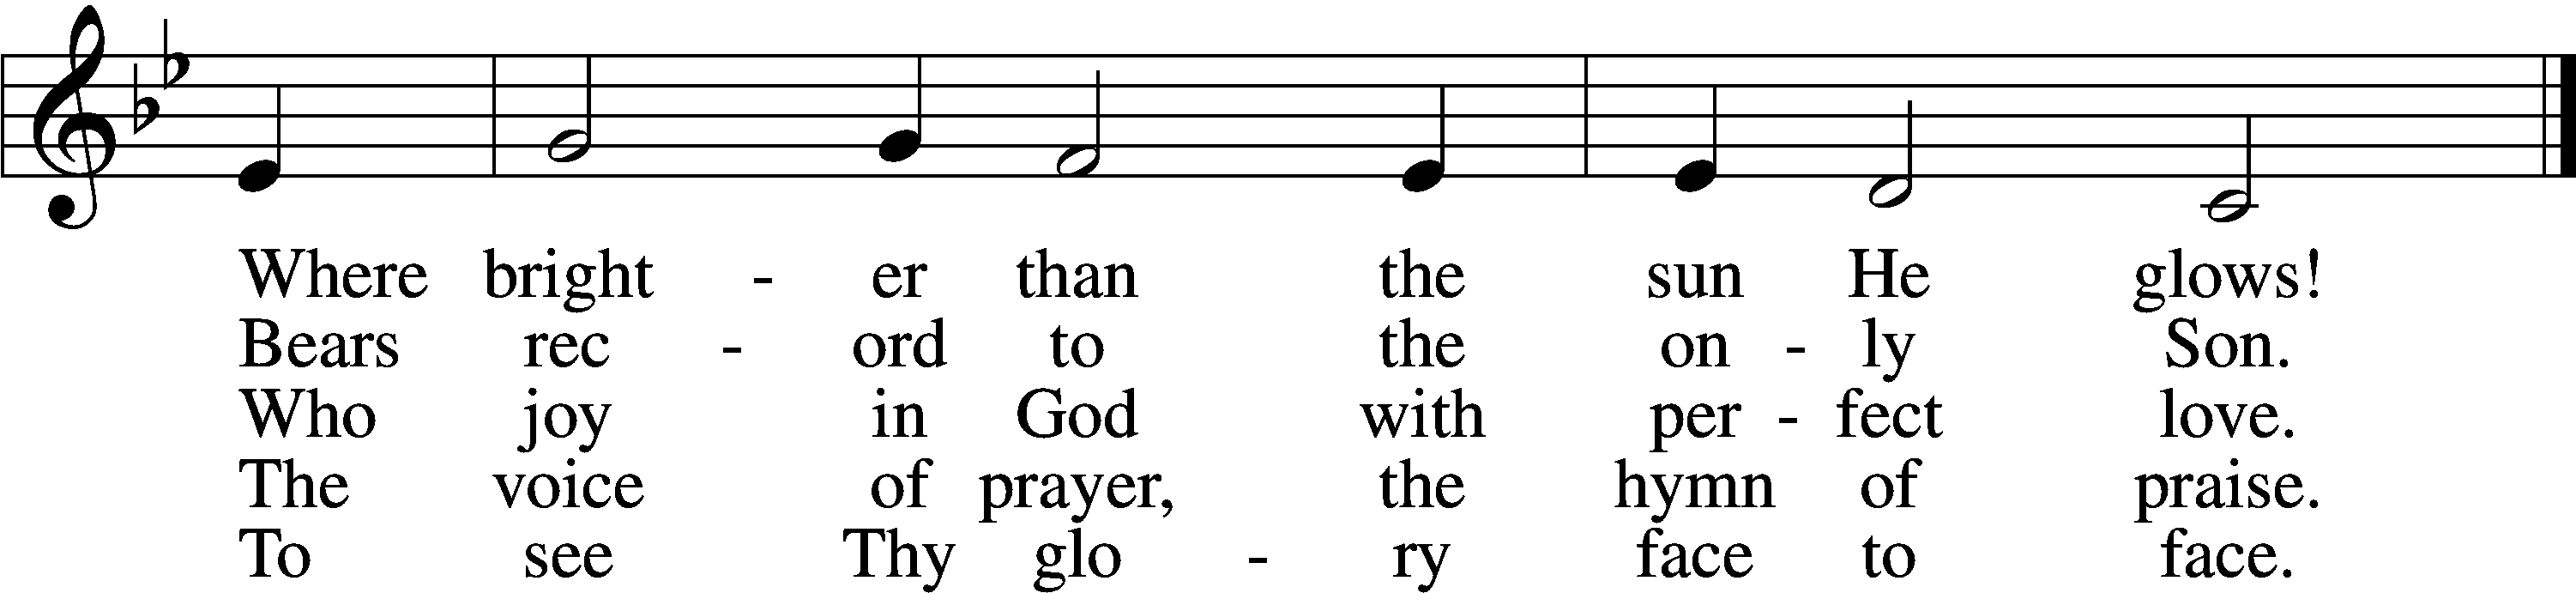 Where bright - er than the sun He glows!
Bears rec - ord to the on - ly Son.
Who joy in God with per - fect love.
The voice of prayer, the hymn of praise.
To see Thy glo - ry face to face.